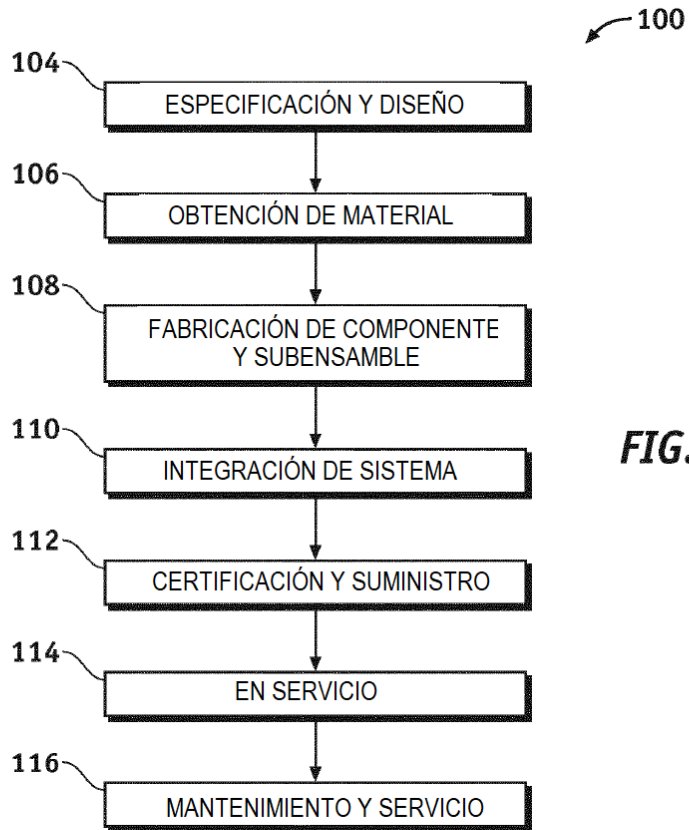 100
104
ESPECIFICACIÓN Y DISEÑO
106
OBTENCIÓN DE MATERIAL
108
FABRICACIÓN DE COMPONENTE
Y SUBENSAMBLE
110
INTEGRACIÓN DE SISTEMA
FIG.
112
CERTIFICACIÓN Y SUMINISTRO
114
EN SERVICIO
116
MANTENIMIENTO Y SERVICIO